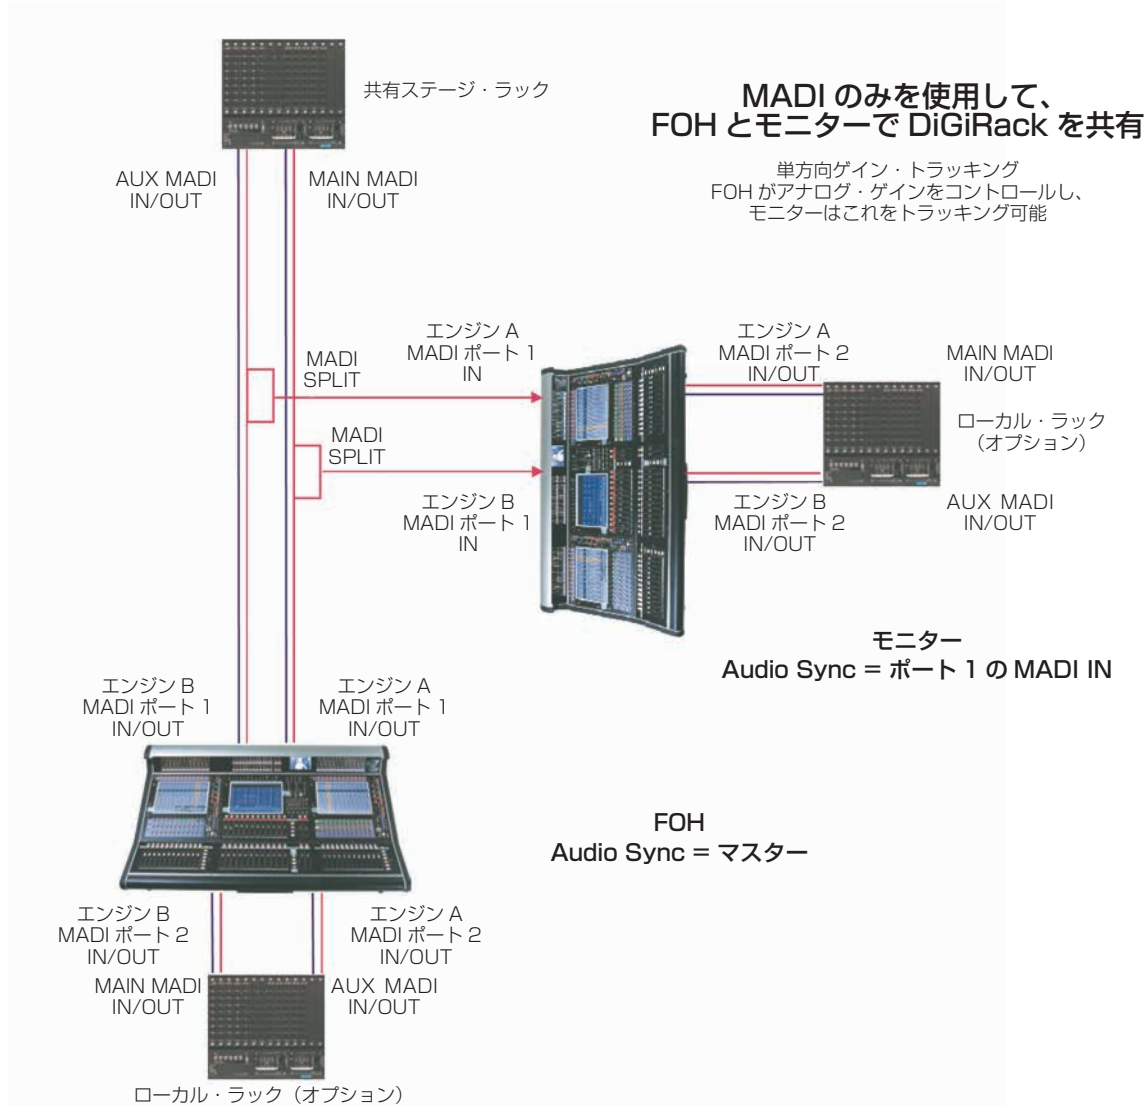 共有ステージ・ラック
MADI のみを使用して、
FOH とモニターで DiGiRack を共有
単方向ゲイン・トラッキング
FOH がアナログ・ゲインをコントロールし、
モニターはこれをトラッキング可能
AUX MADI
IN/OUT
MAIN MADI
IN/OUT
MADI
SPLIT
エンジン A
MADI ポート 1
IN
エンジン A
MADI ポート 2
IN/OUT
MAIN MADI
IN/OUT
ローカル・ラック
（オプション）
MADI
SPLIT
エンジン B
MADI ポート 1
IN
エンジン B
MADI ポート 2
IN/OUT
AUX MADI
IN/OUT
モニター
Audio Sync = ポート 1 の MADI IN
エンジン B
MADI ポート 1
IN/OUT
エンジン A
MADI ポート 1
IN/OUT
FOH
Audio Sync = マスター
エンジン B
MADI ポート 2
IN/OUT
エンジン A
MADI ポート 2
IN/OUT
MAIN MADI
IN/OUT
AUX MADI
IN/OUT
ローカル・ラック（オプション）